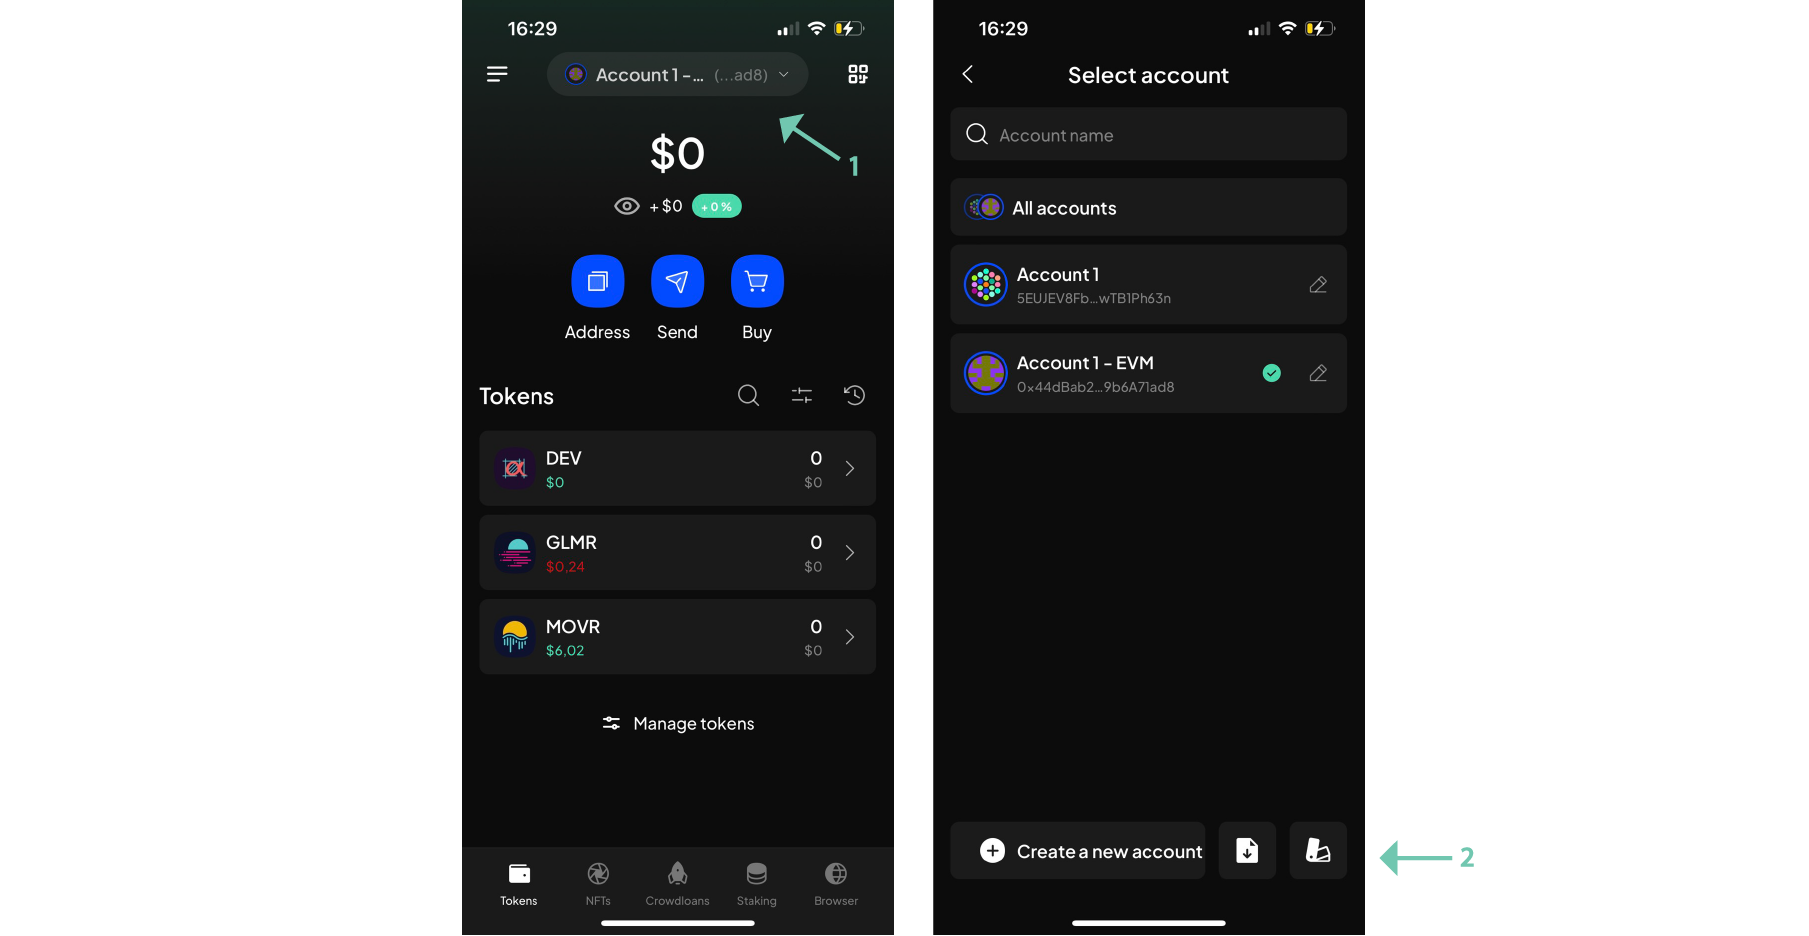 16:29
Account 1 -... (...ad8)
$0
1
+ $0 + 0 %
Address Send Buy
Tokens
DEV 0
$0 $0
GLMR 0
$0,24 $0
MOVR 0
$6,02 $0
Manage tokens
Tokens NFTs Crowdloans Staking Browser
16:29
Select account
Account name
All accounts
Account 1
5EUJEV8Fb...wTB1Ph63n
Account 1 - EVM
0x44dBab2...9b6A71ad8
Create a new account
2